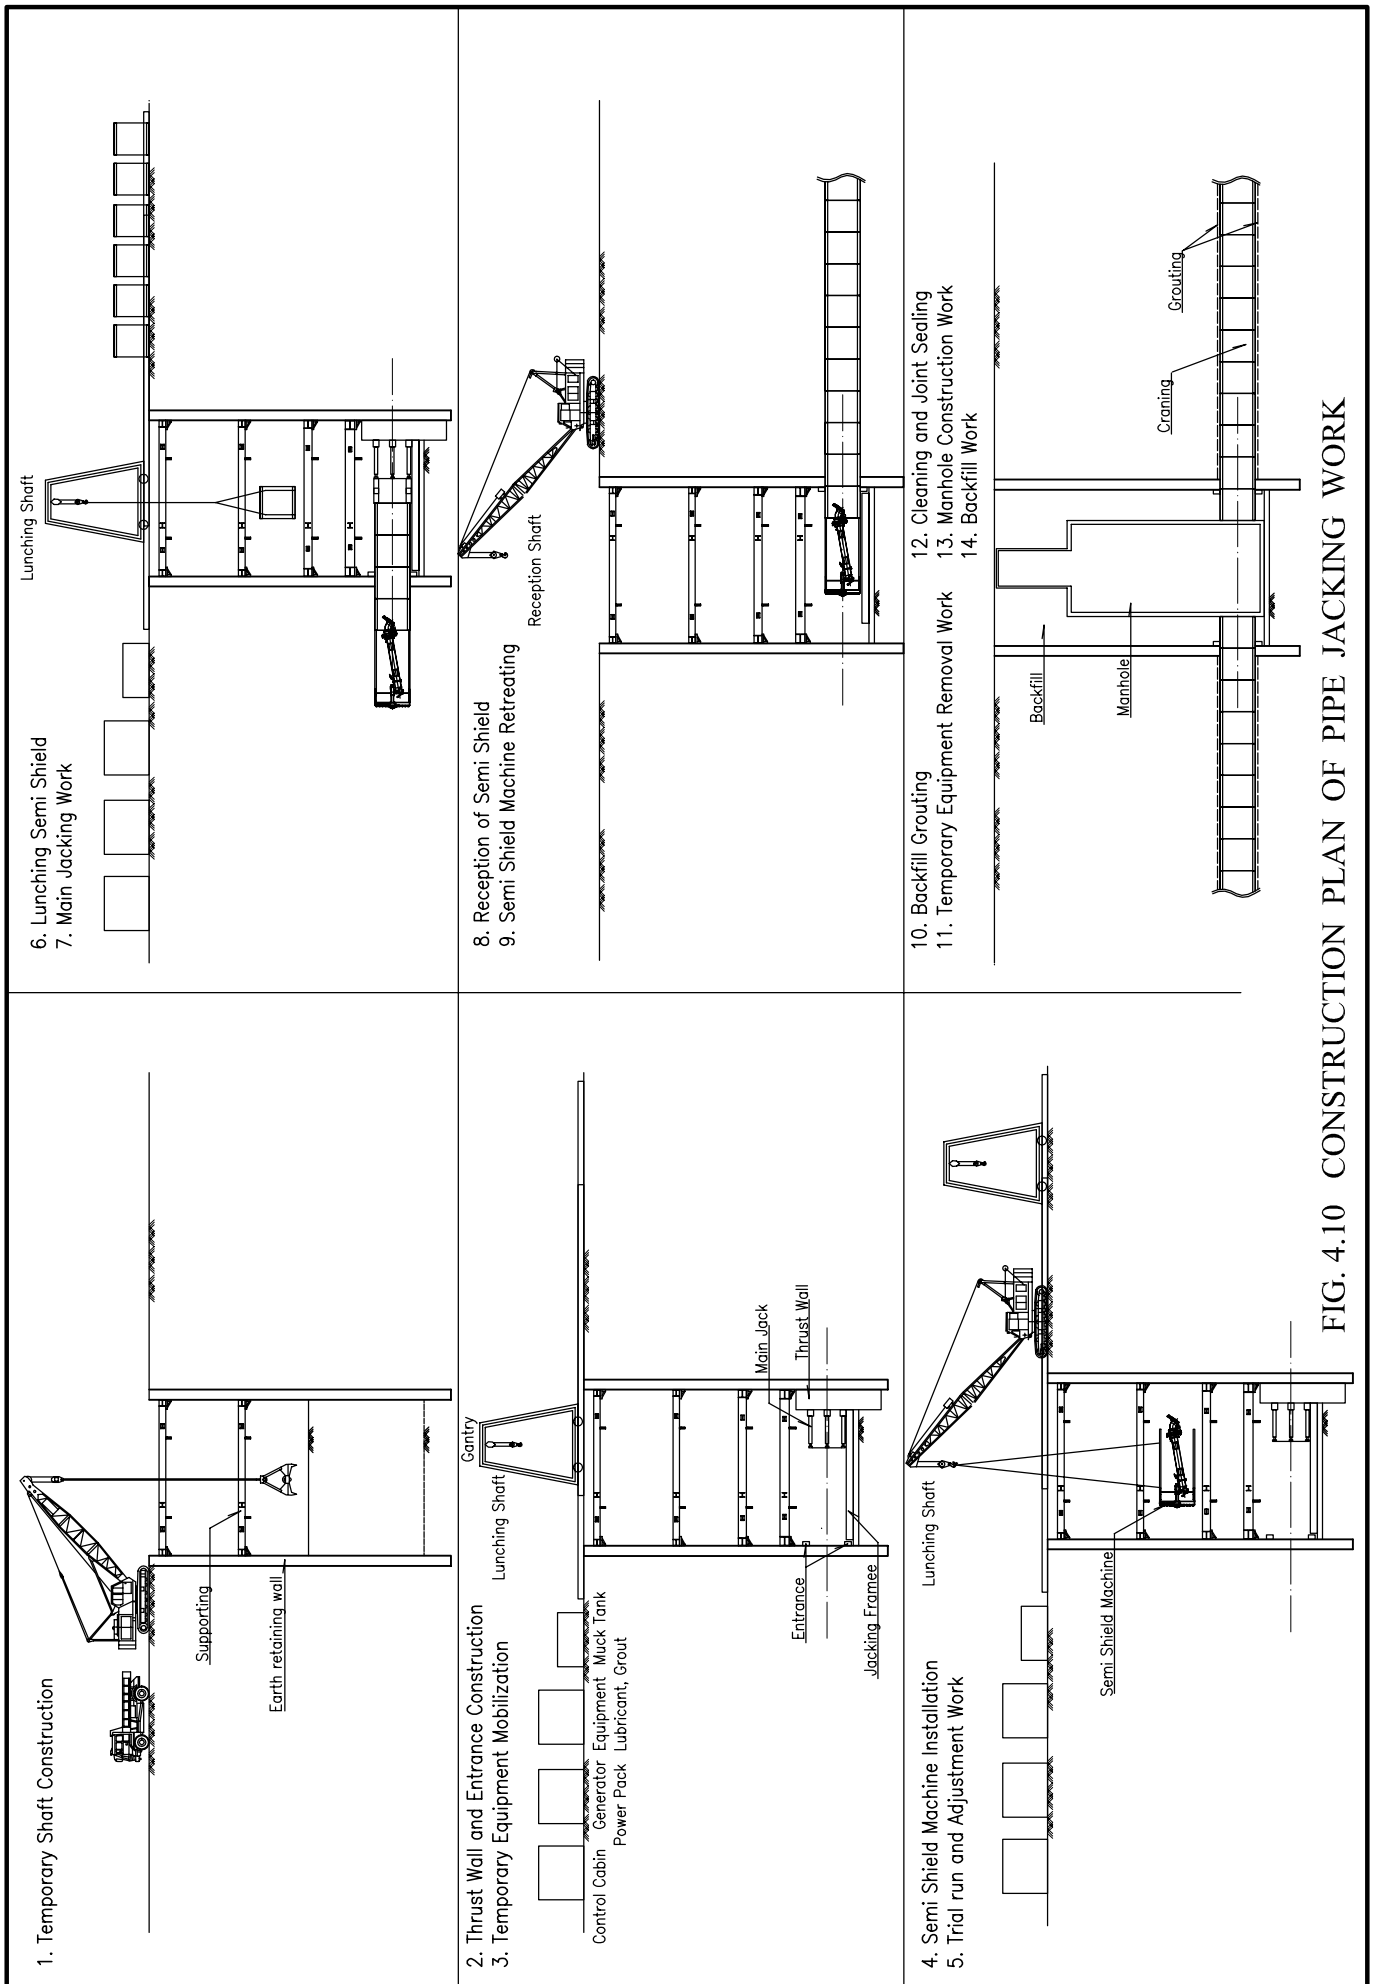 1. Temporary Shaft Construction
Supporting
Earth retaining wall
2. Thrust Wall and Entrance Construction
3. Temporary Equipment Mobilization
Lunching Shaft
Gantry
Control Cabin Generator Equipment Muck Tank
Power Pack Lubricant, Grout
Main Jack
Thrust Wall
Entrance
Jacking Framee
4. Semi Shield Machine Installation
5. Trial run and Adjustment Work
Lunching Shaft
Semi Shield Machine
6. Lunching Semi Shield
7. Main Jacking Work
Lunching Shaft
8. Reception of Semi Shield
9. Semi Shield Machine Retreating
Reception Shaft
10. Backfill Grouting
11. Temporary Equipment Removal Work
12. Cleaning and Joint Sealing
13. Manhole Construction Work
14. Backfill Work
Backfill
Manhole
Craning
Grouting
FIG. 4.10 CONSTRUCTION PLAN OF PIPE JACKING WORK